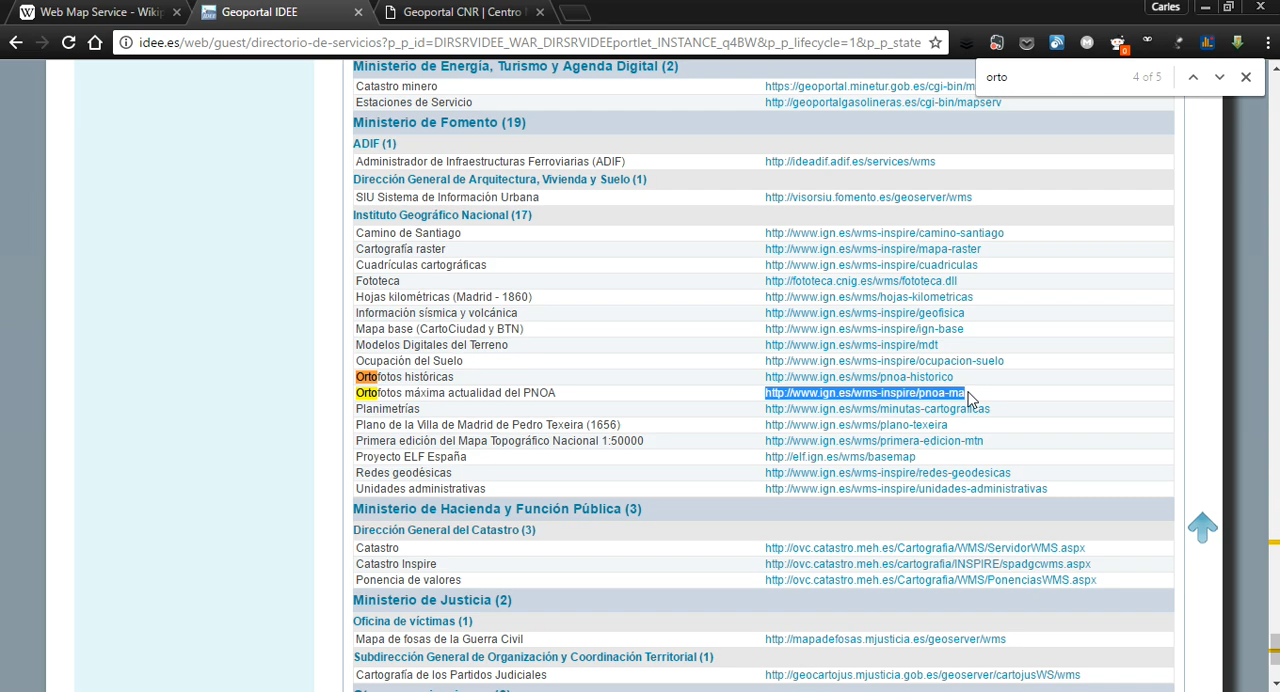 Web Map Service - Wikip
Geoportal IDEE
Geoportal CNR | Centro
Carles
idee.es/web/guest/directorio-de-servicios?p_p_id=DIRSRVIDEE_WAR_DIRSRVIDEEportlet_INSTANCE_q4BW&p_p_lifecycle=1&p_p_state
orto 4 of 5
Ministerio de Energía, Turismo y Agenda Digital (2)
Catastro minero https://geoportal.minetur.gob.es/cgi-bin/m
Estaciones de Servicio http://geoportalgasolineras.es/cgi-bin/mapserv
Ministerio de Fomento (19)
ADIF (1)
Administrador de Infraestructuras Ferroviarias (ADIF) http://ideadif.adif.es/services/wms
Dirección General de Arquitectura, Vivienda y Suelo (1)
SIU Sistema de Información Urbana http://visorsiu.fomento.es/geoserver/wms
Instituto Geográfico Nacional (17)
Camino de Santiago http://www.ign.es/wms-inspire/camino-santiago
Cartografía raster http://www.ign.es/wms-inspire/mapa-raster
Cuadrículas cartográficas http://www.ign.es/wms-inspire/cuadriculas
Fototeca http://fototeca.cnig.es/wms/fototeca.dll
Hojas kilométricas (Madrid - 1860) http://www.ign.es/wms/hojas-kilometricas
Información sísmica y volcánica http://www.ign.es/wms-inspire/geofisica
Mapa base (CartoCiudad y BTN) http://www.ign.es/wms-inspire/ign-base
Modelos Digitales del Terreno http://www.ign.es/wms-inspire/mdt
Ocupación del Suelo http://www.ign.es/wms-inspire/ocupacion-suelo
Ortofotos históricas http://www.ign.es/wms/pnoa-historico
Ortofotos máxima actualidad del PNOA http://www.ign.es/wms-inspire/pnoa-ma
Planimetrías http://www.ign.es/wms/minutas-cartograficas
Plano de la Villa de Madrid de Pedro Texeira (1656) http://www.ign.es/wms/plano-texeira
Primera edición del Mapa Topográfico Nacional 1:50000 http://www.ign.es/wms/primera-edicion-mtn
Proyecto ELF España http://elf.ign.es/wms/basemap
Redes geodésicas http://www.ign.es/wms-inspire/redes-geodesicas
Unidades administrativas http://www.ign.es/wms-inspire/unidades-administrativas
Ministerio de Hacienda y Función Pública (3)
Dirección General del Catastro (3)
Catastro http://ovc.catastro.meh.es/Cartografia/WMS/ServidorWMS.aspx
Catastro Inspire http://ovc.catastro.meh.es/cartografia/INSPIRE/spadgcwms.aspx
Ponencia de valores http://ovc.catastro.meh.es/Cartografia/WMS/PonenciasWMS.aspx
Ministerio de Justicia (2)
Oficina de víctimas (1)
Mapa de fosas de la Guerra Civil http://mapadefosas.mjusticia.es/geoserver/wms
Subdirección General de Organización y Coordinación Territorial (1)
Cartografía de los Partidos Judiciales http://geocartojus.mjusticia.gob.es/geoserver/cartojusWS/wms